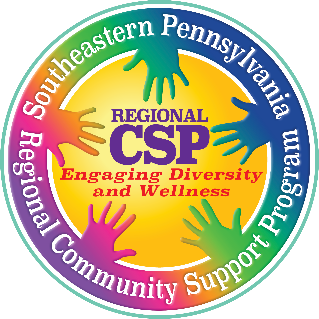 Southeastern Pennsylvania
REGIONAL
CSP
Engaging Diversity
and Wellness
Regional Community Support Program